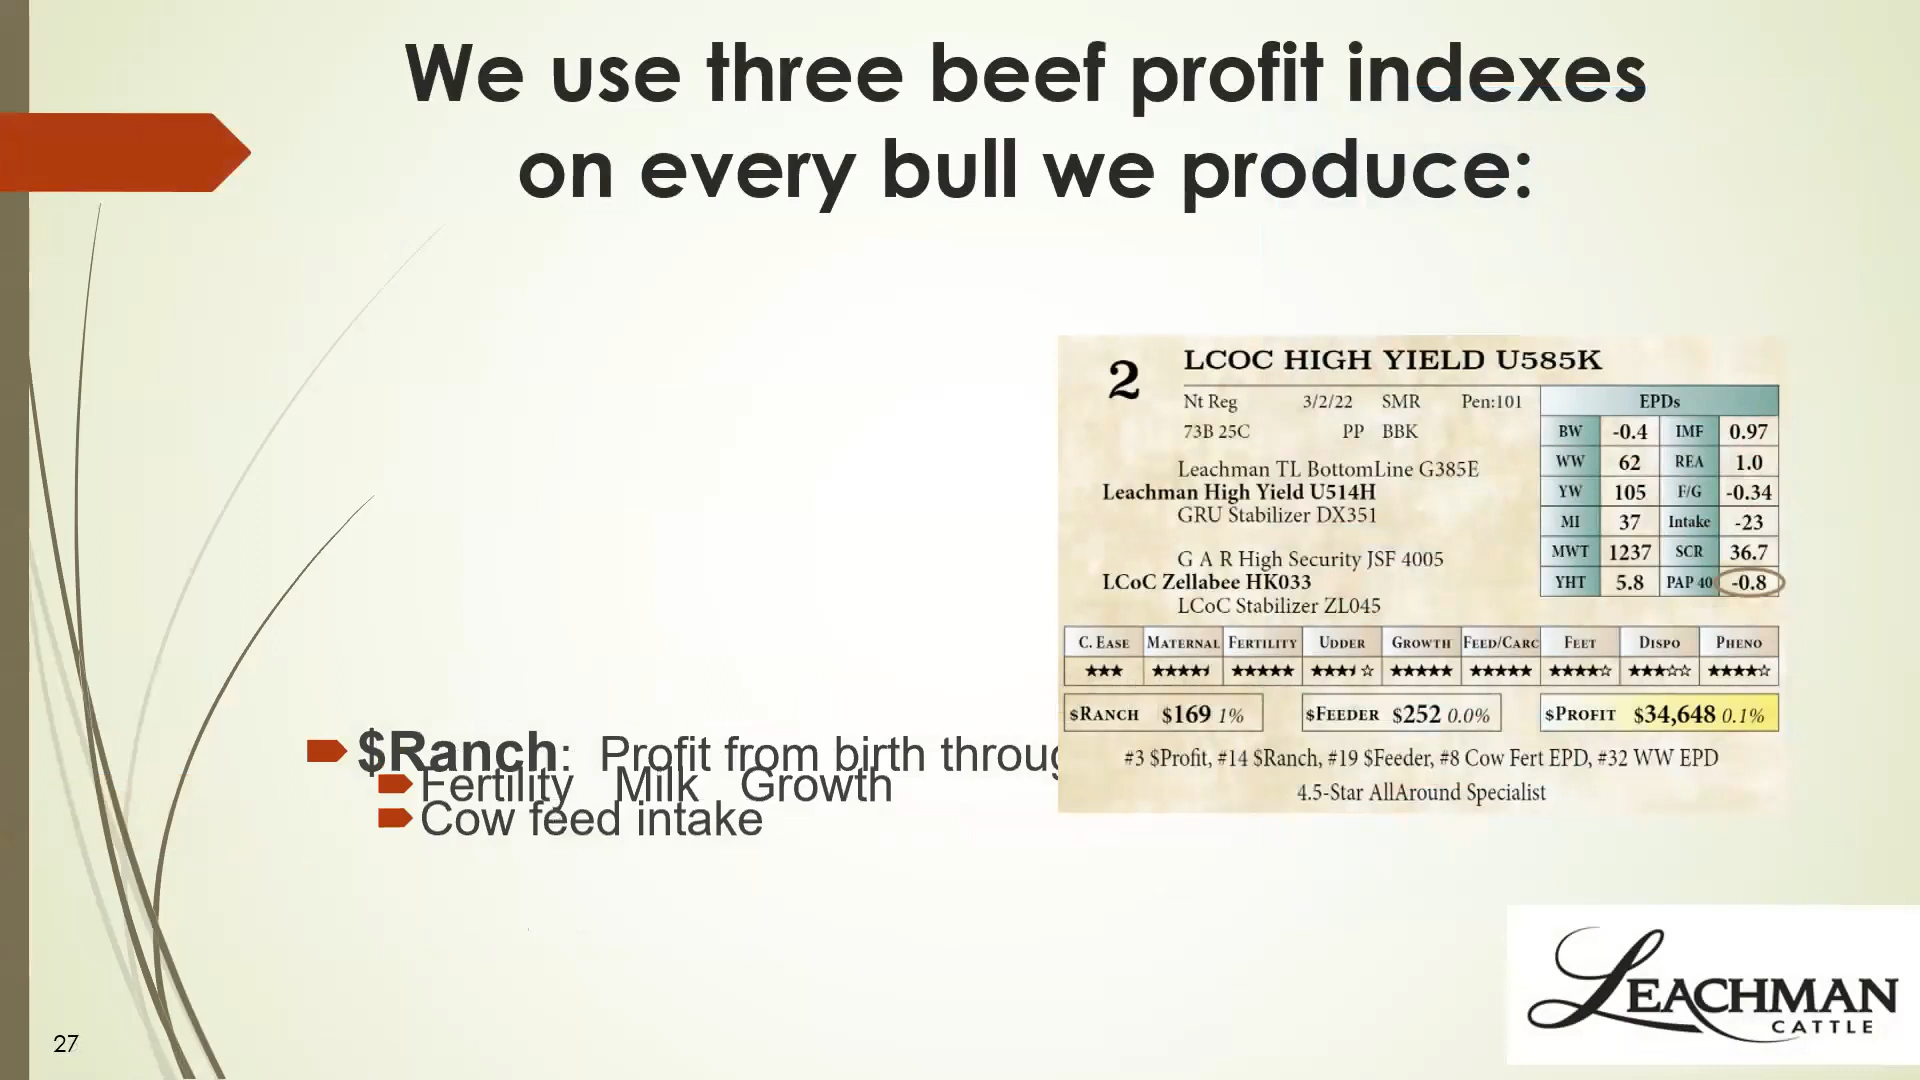 We use three beef profit indexes
on every bull we produce:
$Ranch: Profit from birth throug
Fertility Milk Growth
Cow feed intake
2
LCOC HIGH YIELD U585K
Nt Reg 3/2/22 SMR Pen:101
73B 25C PP BBK
Leachman TL BottomLine G385E
Leachman High Yield U514H
GRU Stabilizer DX351
G A R High Security JSF 4005
LCoC Zellabee HK033
LCoC Stabilizer ZL045
EPDs
BW -0.4 IMF 0.97
WW 62 REA 1.0
YW 105 F/G -0.34
MI 37 Intake -23
MWT 1237 SCR 36.7
YHT 5.8 PAP 40 -0.8
C. EASE MATERNAL FERTILITY UDDER GROWTH FEED/CARC FEET DISPO PHENO
$RANCH $169 1% $FEEDER $252 0.0% $PROFIT $34,648 0.1%
#3 $Profit, #14 $Ranch, #19 $Feeder, #8 Cow Fert EPD, #32 WW EPD
4.5-Star AllAround Specialist
LEACHMAN
CATTLE
27